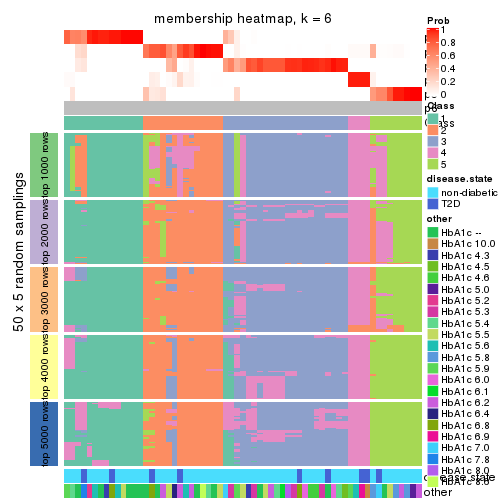 membership heatmap, k = 6
50 x 5 random samplings
top 1000 rows
top 2000 rows
top 3000 rows
top 4000 rows
top 5000 rows
Prob
1
0.8
0.6
0.4
0.2
0
Class
Class
1
2
3
4
5
disease.state
non-diabetic
T2D
other
HbA1c --
HbA1c 10.0
HbA1c 4.3
HbA1c 4.5
HbA1c 4.6
HbA1c 5.0
HbA1c 5.2
HbA1c 5.3
HbA1c 5.4
HbA1c 5.5
HbA1c 5.6
HbA1c 5.8
HbA1c 5.9
HbA1c 6.0
HbA1c 6.1
HbA1c 6.2
HbA1c 6.4
HbA1c 6.8
HbA1c 6.9
HbA1c 7.0
HbA1c 7.8
HbA1c 8.0
disease.state
other